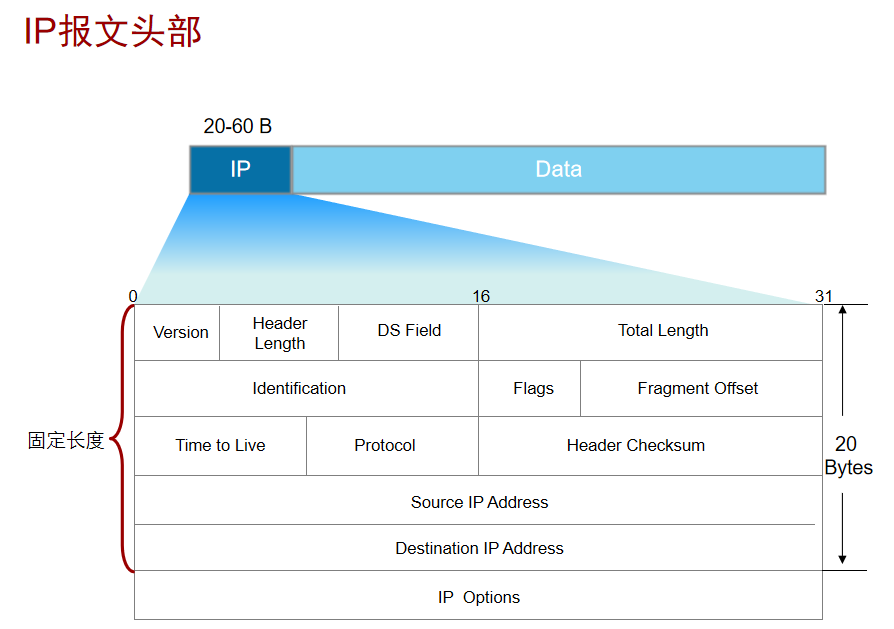 IP报文头部
20-60 B
IP
Data
0
16
31
Version
Header
Length
DS Field
Total Length
Identification
Flags
Fragment Offset
固定长度
Time to Live
Protocol
Header Checksum
20
Bytes
Source IP Address
Destination IP Address
IP Options